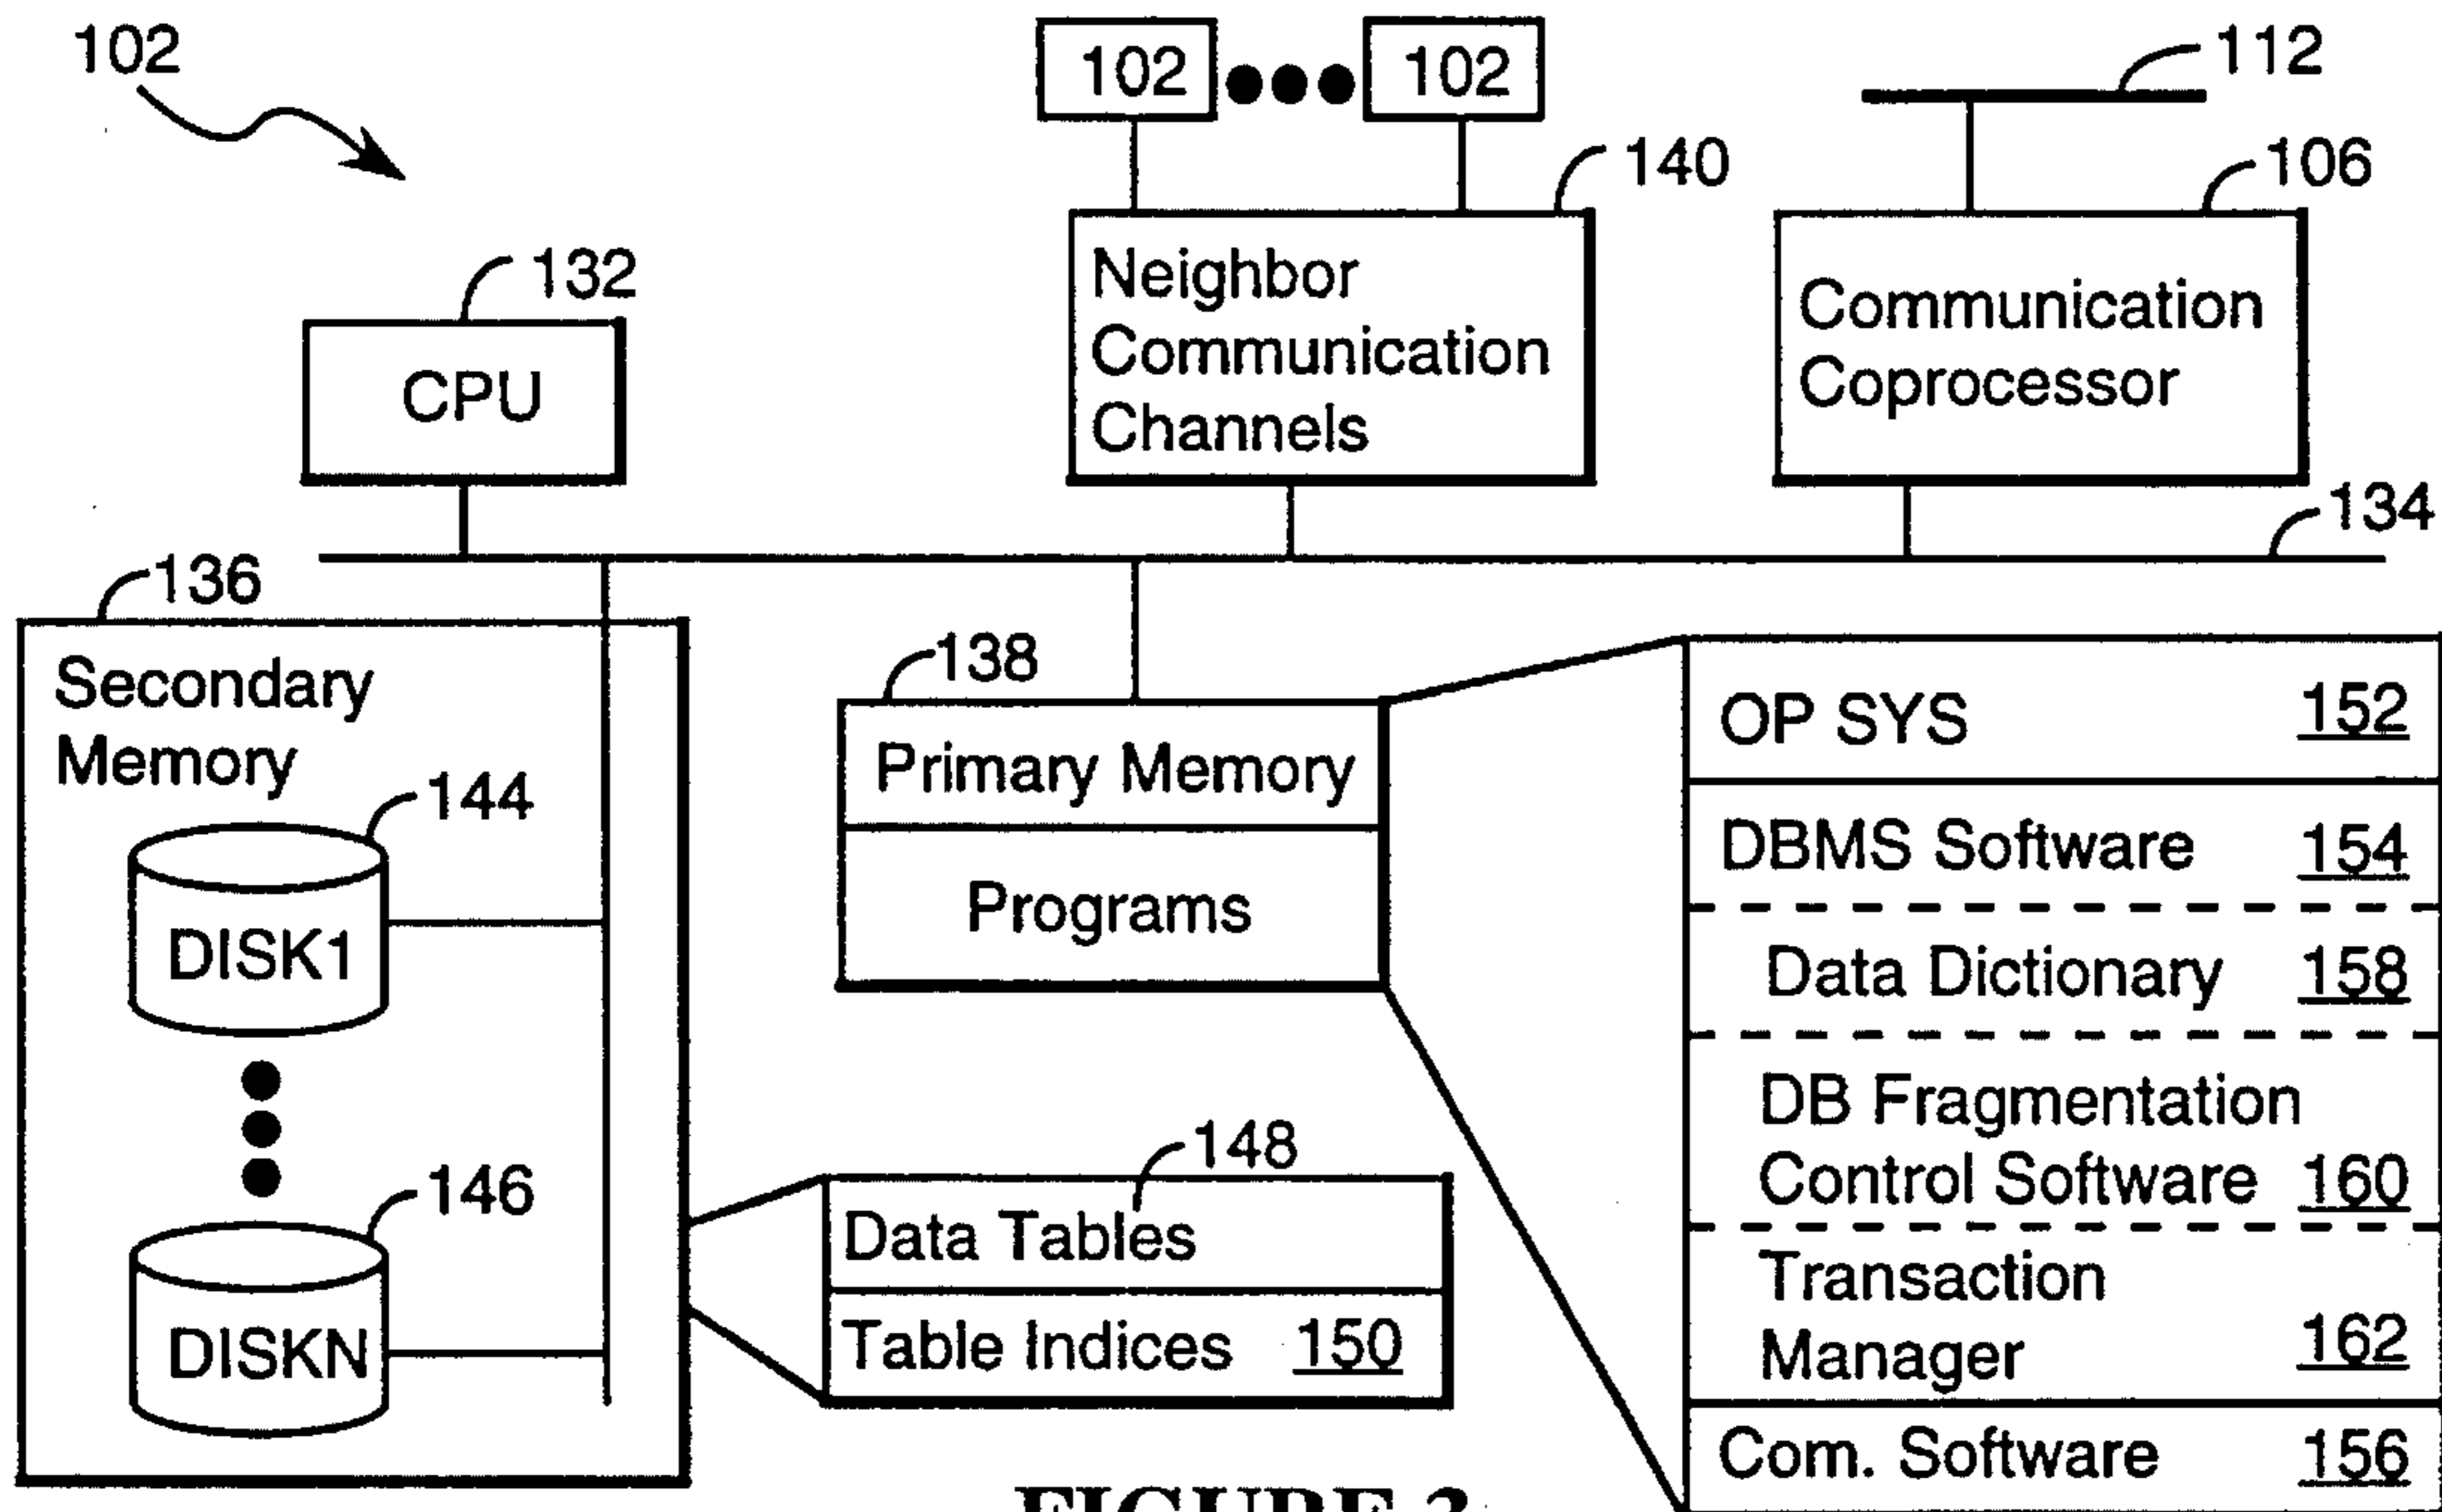 102
102
102
112
140
106
132
Neighbor
Communication
Channels
Communication
Coprocessor
CPU
134
136
Secondary
Memory
138
144
Primary Memory
Programs
DISK1
146
DISKN
148
Data Tables
Table Indices 150
OP SYS 152
DBMS Software 154
Data Dictionary 158
DB Fragmentation
Control Software 160
Transaction
Manager 162
Com. Software 156
FIGURE 3